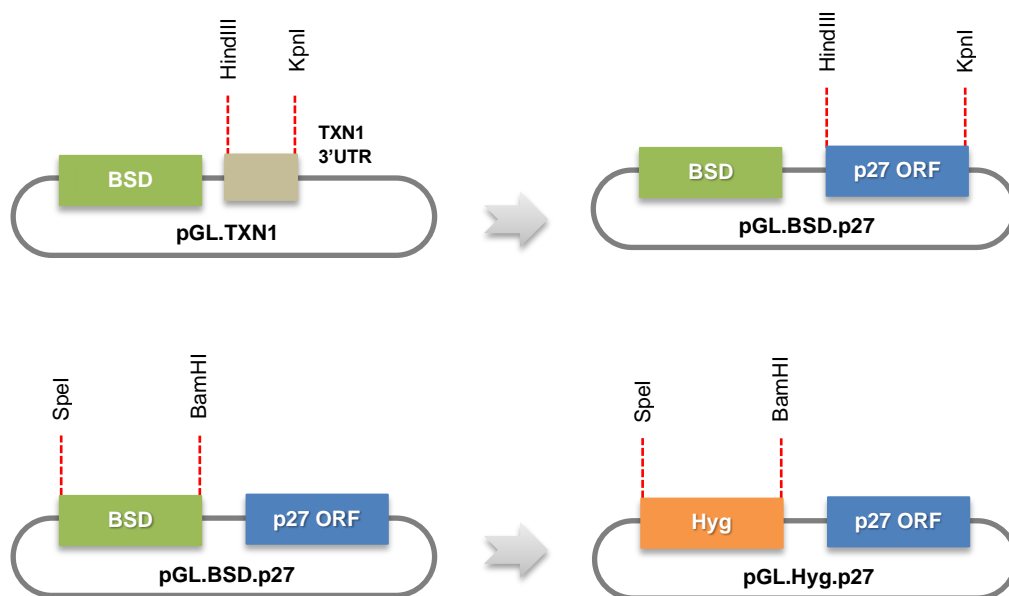 HindIII
KpnI
TXN1
3'UTR
BSD
pGL.TXN1
HindIII
KpnI
BSD
p27 ORF
pGL.BSD.p27
SpeI
BamHI
BSD
p27 ORF
pGL.BSD.p27
SpeI
BamHI
Hyg
p27 ORF
pGL.Hyg.p27